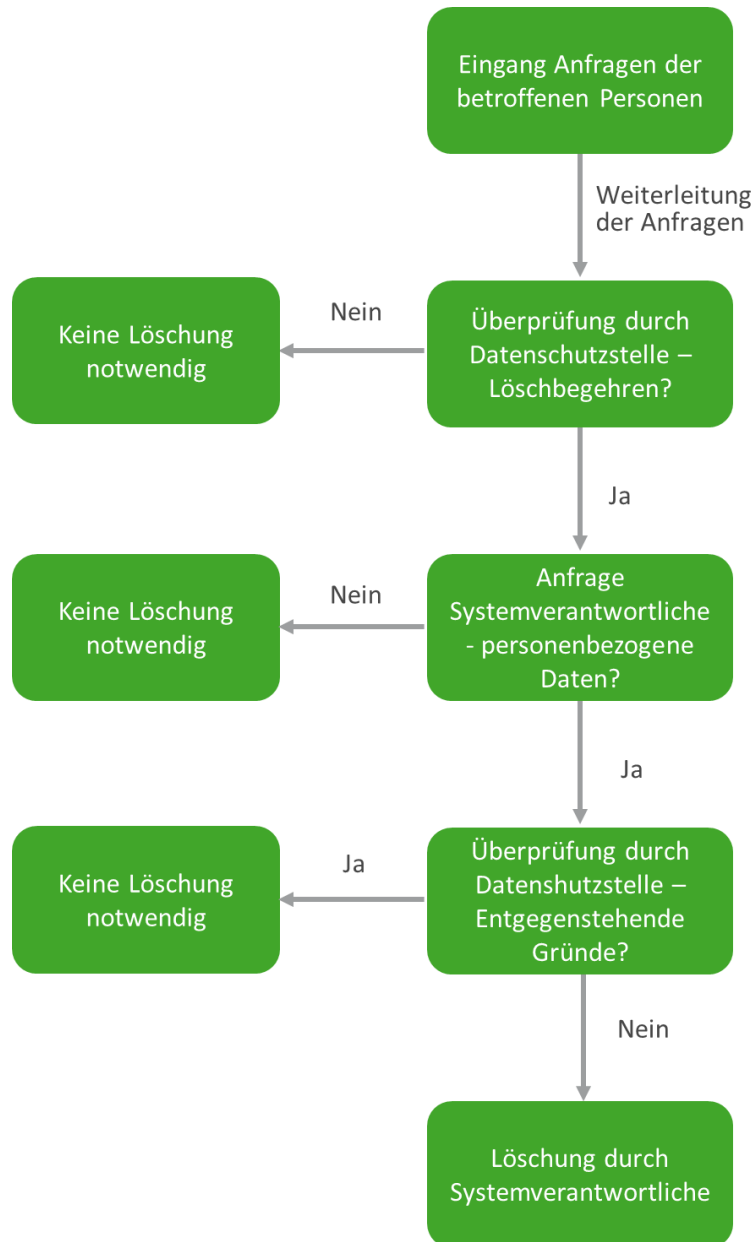 Eingang Anfragen der
betroffenen Personen
Weiterleitung
der Anfragen
Keine Löschung
notwendig
Nein
Überprüfung durch
Datenschutzstelle –
Löschbegehren?
Ja
Keine Löschung
notwendig
Nein
Anfrage
Systemverantwortliche
- personenbezogene
Daten?
Ja
Keine Löschung
notwendig
Ja
Überprüfung durch
Datenshutzstelle –
Entgegenstehende
Gründe?
Nein
Löschung durch
Systemverantwortliche